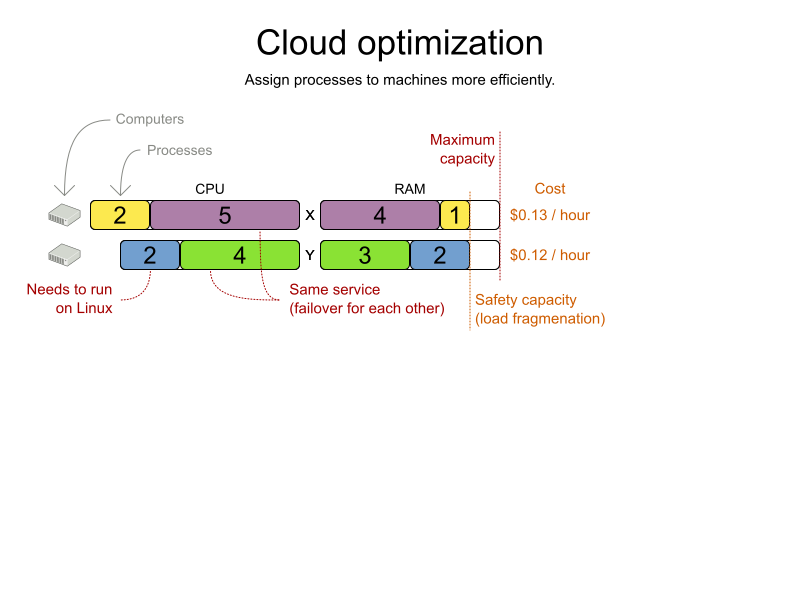 Cloud optimization
Assign processes to machines more efficiently.
Computers
Processes
Maximum
capacity
CPU
RAM
Cost
2 5 X 4 1 $0.13 / hour
2 4 Y 3 2 $0.12 / hour
Needs to run
on Linux
Same service
(failover for each other)
Safety capacity
(load fragmenation)